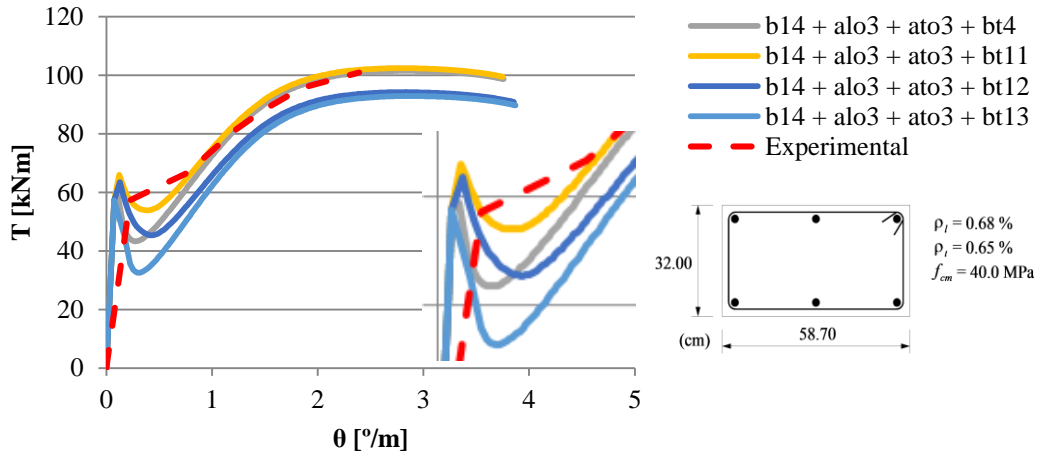 120
100
80
60
40
20
0
T [kNm]
0 1 2 3 4 5
θ [º/m]
b14 + alo3 + ato3 + bt4
b14 + alo3 + ato3 + bt11
b14 + alo3 + ato3 + bt12
b14 + alo3 + ato3 + bt13
Experimental
32.00
(cm)
58.70
ρl = 0.68 %
ρt = 0.65 %
fcm = 40.0 MPa